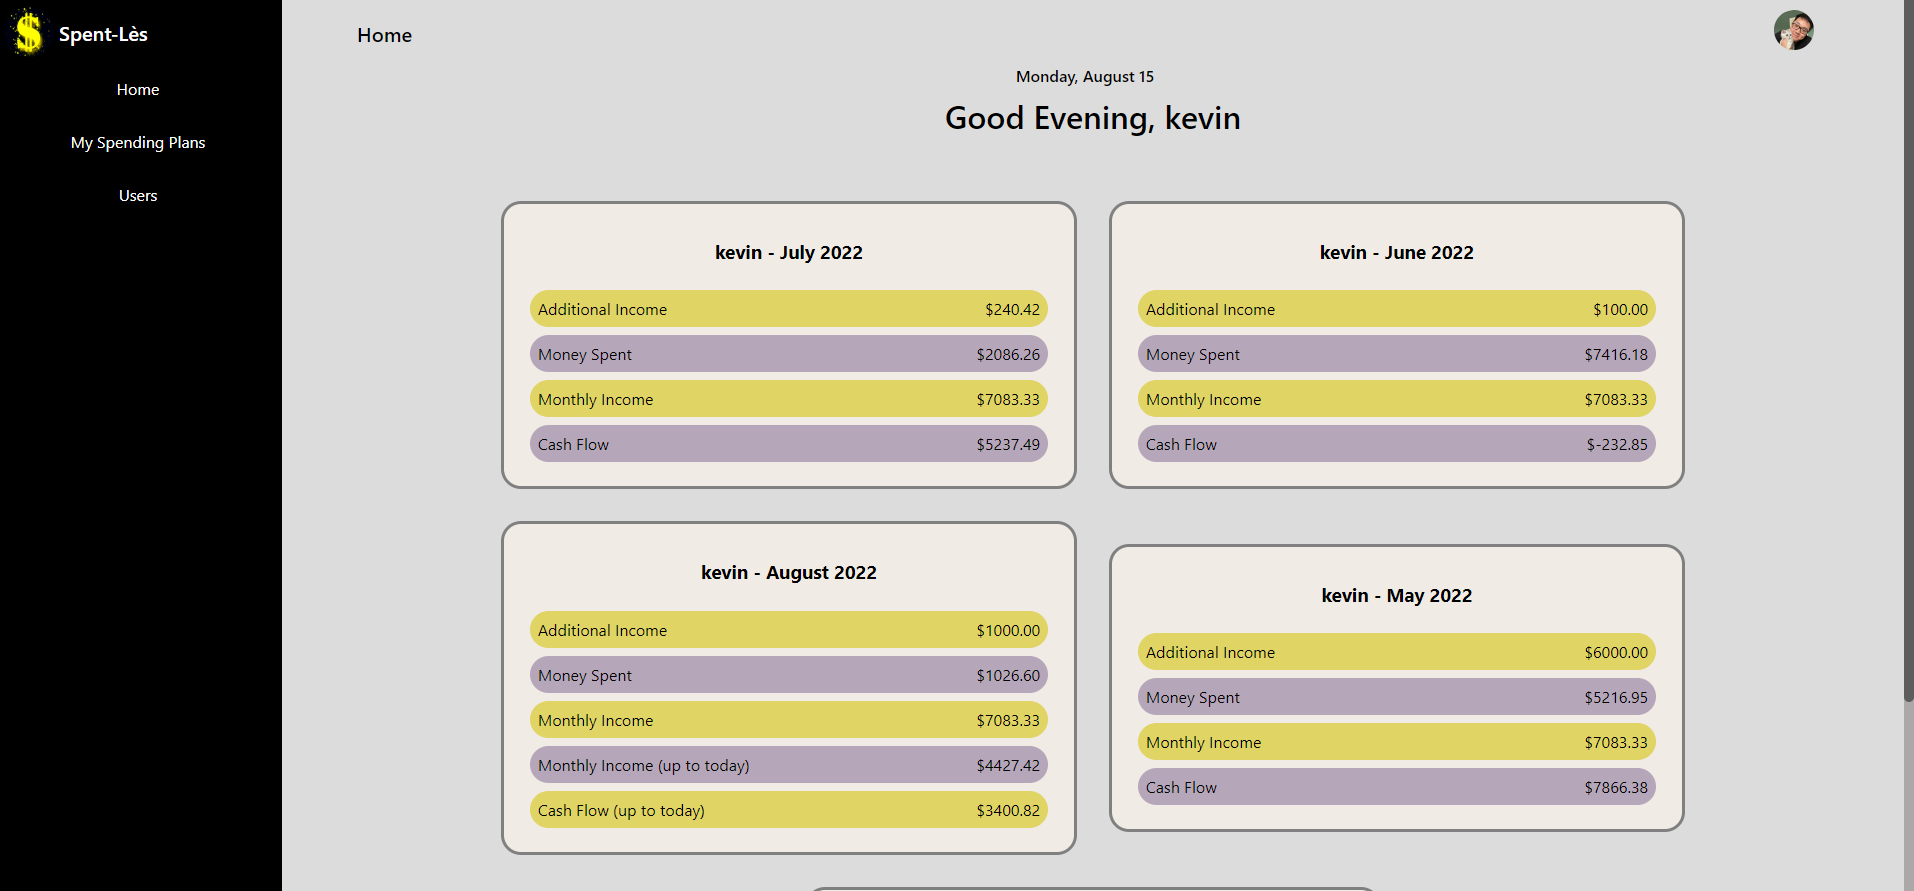 Spent-Lès
Home
My Spending Plans
Users
Home
Monday, August 15
Good Evening, kevin
kevin - July 2022
Additional Income $240.42
Money Spent $2086.26
Monthly Income $7083.33
Cash Flow $5237.49
kevin - June 2022
Additional Income $100.00
Money Spent $7416.18
Monthly Income $7083.33
Cash Flow $-232.85
kevin - August 2022
Additional Income $1000.00
Money Spent $1026.60
Monthly Income $7083.33
Monthly Income (up to today) $4427.42
Cash Flow (up to today) $3400.82
kevin - May 2022
Additional Income $6000.00
Money Spent $5216.95
Monthly Income $7083.33
Cash Flow $7866.38